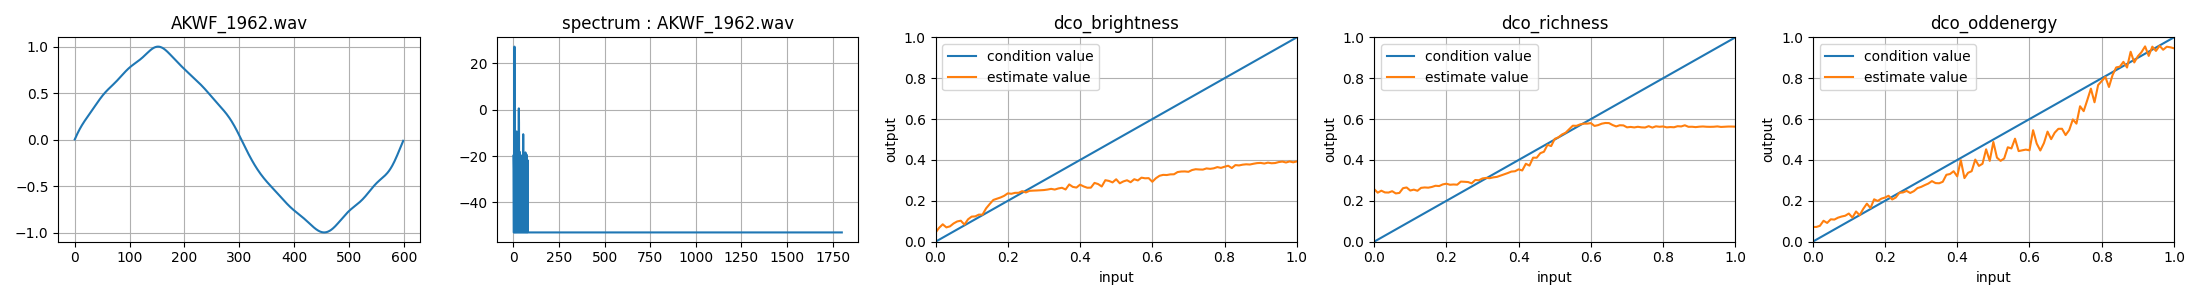 AKWF_1962.wav
1.0
0.5
0.0
−0.5
−1.0
0 100 200 300 400 500 600
spectrum : AKWF_1962.wav
20
0
−20
−40
0 250 500 750 1000 1250 1500 1750
dco_brightness
condition value
estimate value
output
1.0
0.8
0.6
0.4
0.2
0.0
0.0 0.2 0.4 0.6 0.8 1.0
input
dco_richness
condition value
estimate value
output
1.0
0.8
0.6
0.4
0.2
0.0
0.0 0.2 0.4 0.6 0.8 1.0
input
dco_oddenergy
condition value
estimate value
output
1.0
0.8
0.6
0.4
0.2
0.0
0.0 0.2 0.4 0.6 0.8 1.0
input